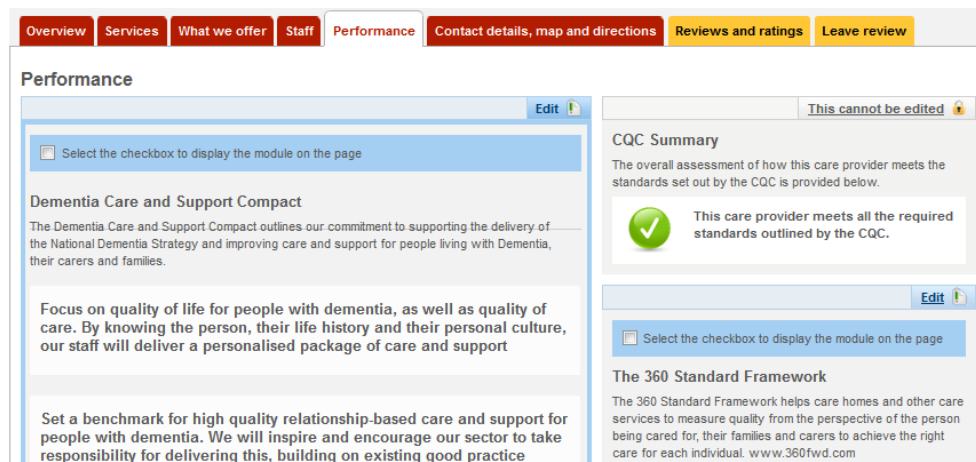 Overview Services What we offer Staff Performance Contact details, map and directions Reviews and ratings Leave review
Performance
Edit
Select the checkbox to display the module on the page
Dementia Care and Support Compact
The Dementia Care and Support Compact outlines our commitment to supporting the delivery of
the National Dementia Strategy and improving care and support for people living with Dementia,
their carers and families.
Focus on quality of life for people with dementia, as well as quality of
care. By knowing the person, their life history and their personal culture,
our staff will deliver a personalised package of care and support
Set a benchmark for high quality relationship-based care and support for
people with dementia. We will inspire and encourage our sector to take
responsibility for delivering this, building on existing good practice
This cannot be edited
CQC Summary
The overall assessment of how this care provider meets the
standards set out by the CQC is provided below.
This care provider meets all the required
standards outlined by the CQC.
Edit
Select the checkbox to display the module on the page
The 360 Standard Framework
The 360 Standard Framework helps care homes and other care
services to measure quality from the perspective of the person
being cared for, their families and carers to achieve the right
care for each individual. www.360fwd.com